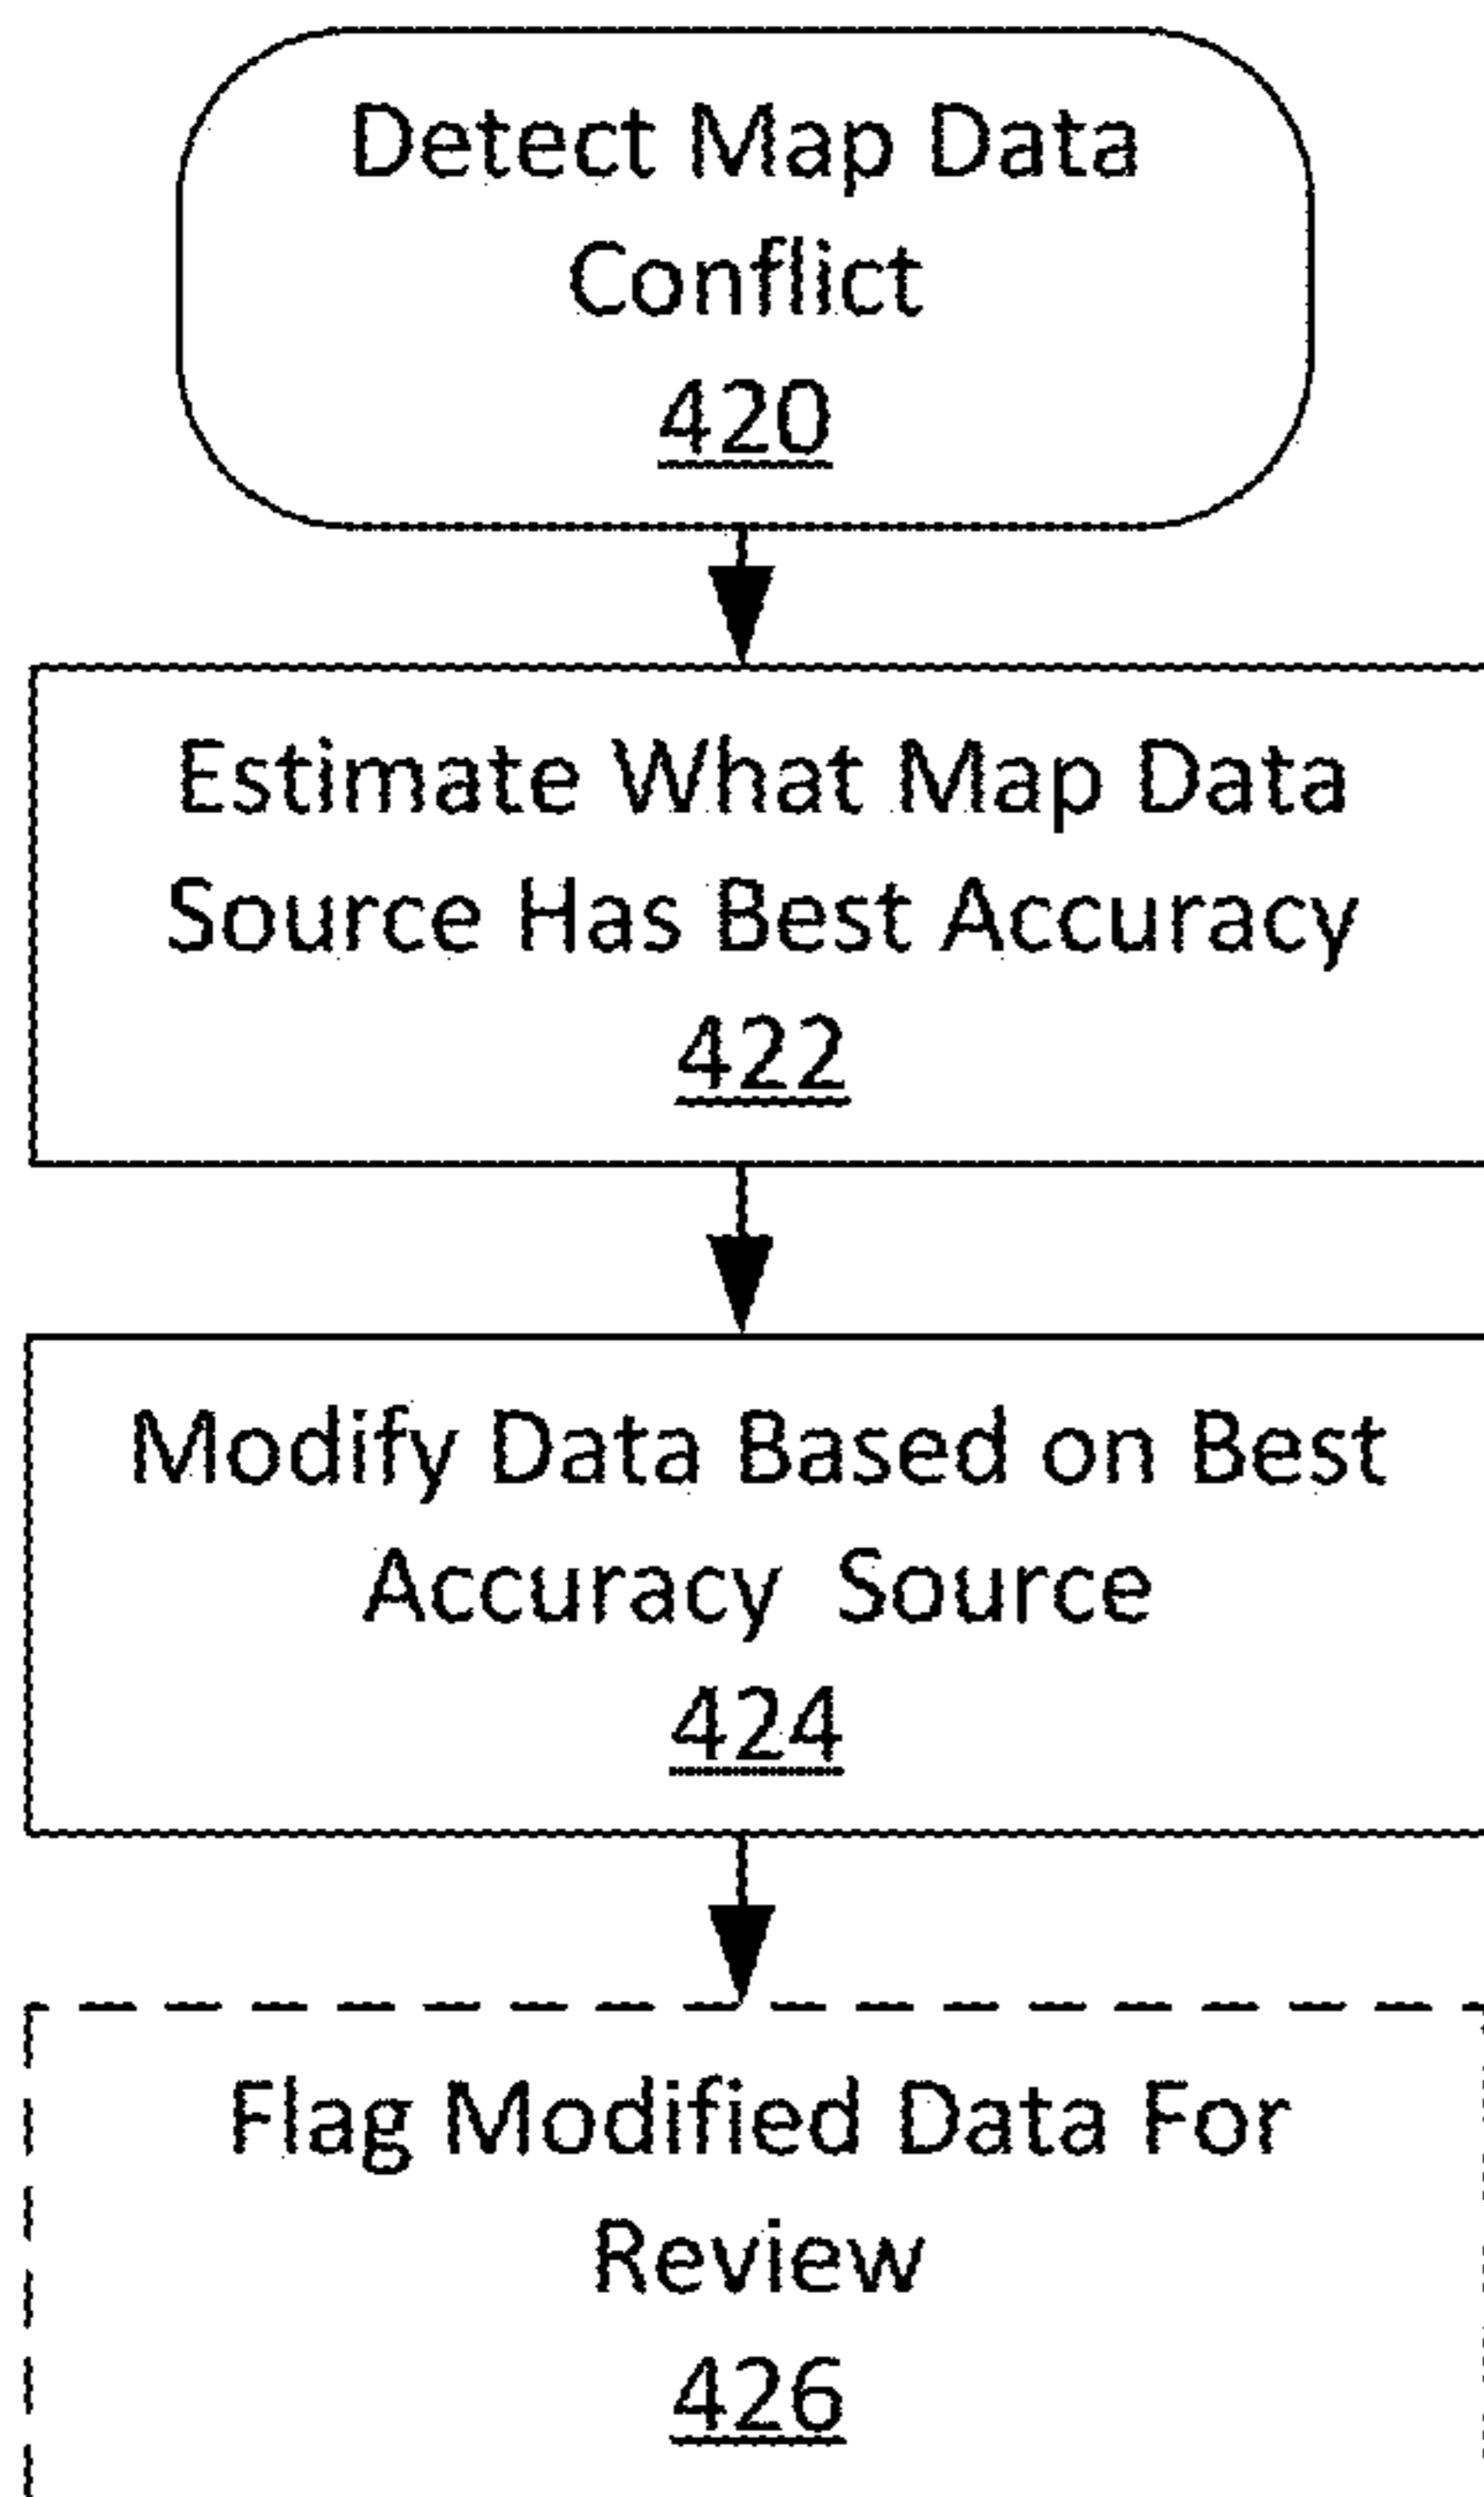 Detect Map Data
Conflict
420
Estimate What Map Data
Source Has Best Accuracy
422
Modify Data Based on Best
Accuracy Source
424
Flag Modified Data For
Review
426